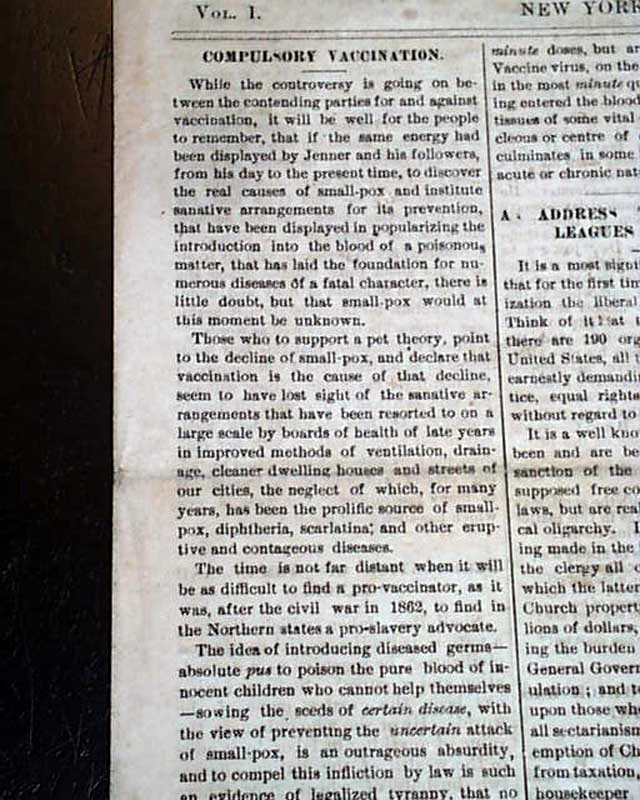 Vol. 1.
NEW YORK
COMPULSORY VACCINATION.
While the controversy is going on be-
tween the contending parties for and against
vaccination, it will be well for the people
to remember, that if the same energy had
been displayed by Jenner and his followers,
from his day to the present time, to discover
the real causes of small-pox and institute
sanative arrangements for its prevention,
that have been displayed in popularizing the
introduction into the blood of a poisonous
matter, that has laid the foundation for nu-
merous diseases of a fatal character, there is
little doubt, but that small-pox would at
this moment be unknown.
Those who to support a pet theory, point
to the decline of small-pox, and declare that
vaccination is the cause of that decline,
seem to have lost sight of the sanative ar-
rangements that have been resorted to on a
large scale by boards of health of late years
in improved methods of ventilation, drain-
age, cleaner dwelling houses and streets of
our cities, the neglect of which, for many
years, has been the prolific source of small-
pox, diphtheria, scarlatina; and other erup-
tive and contageous diseases.
The time is not far distant when it will
be as difficult to find a pro-vaccinator, as it
was, after the civil war in 1862, to find in
the Northern states a pro-slavery advocate.
The idea of introducing diseased germs—
absolute pus to poison the pure blood of in-
nocent children who cannot help themselves
—sowing the seeds of certain disease, with
the view of preventing the uncertain attack
of small-pox, is an outrageous absurdity,
and to compel this infliction by law is such
an evidence of legalized tyranny, that no
minute doses, but ar
Vaccine virus, on the
in the most minute qu
ing entered the blood
tissues of some vital
cleous or centre of
culminates in some
acute or chronic nat
ADDRESS
LEAGUES
It is a most signi
that for the first tim
ization the liberal
Think of it! at
there are 190 org
United States, all
earnestly demandi
tice, equal rights
without regard to
It is a well kno
been and are be
sanction of the
supposed free co
laws, but are real
cal oligarchy.
ing made in the
the clergy all
which the latter
Church propert
lions of dollars,
ing the burden
General Govern
ulation; and t
upon those who
all sectarianism
emption of Ch
from taxation,
housekeeper